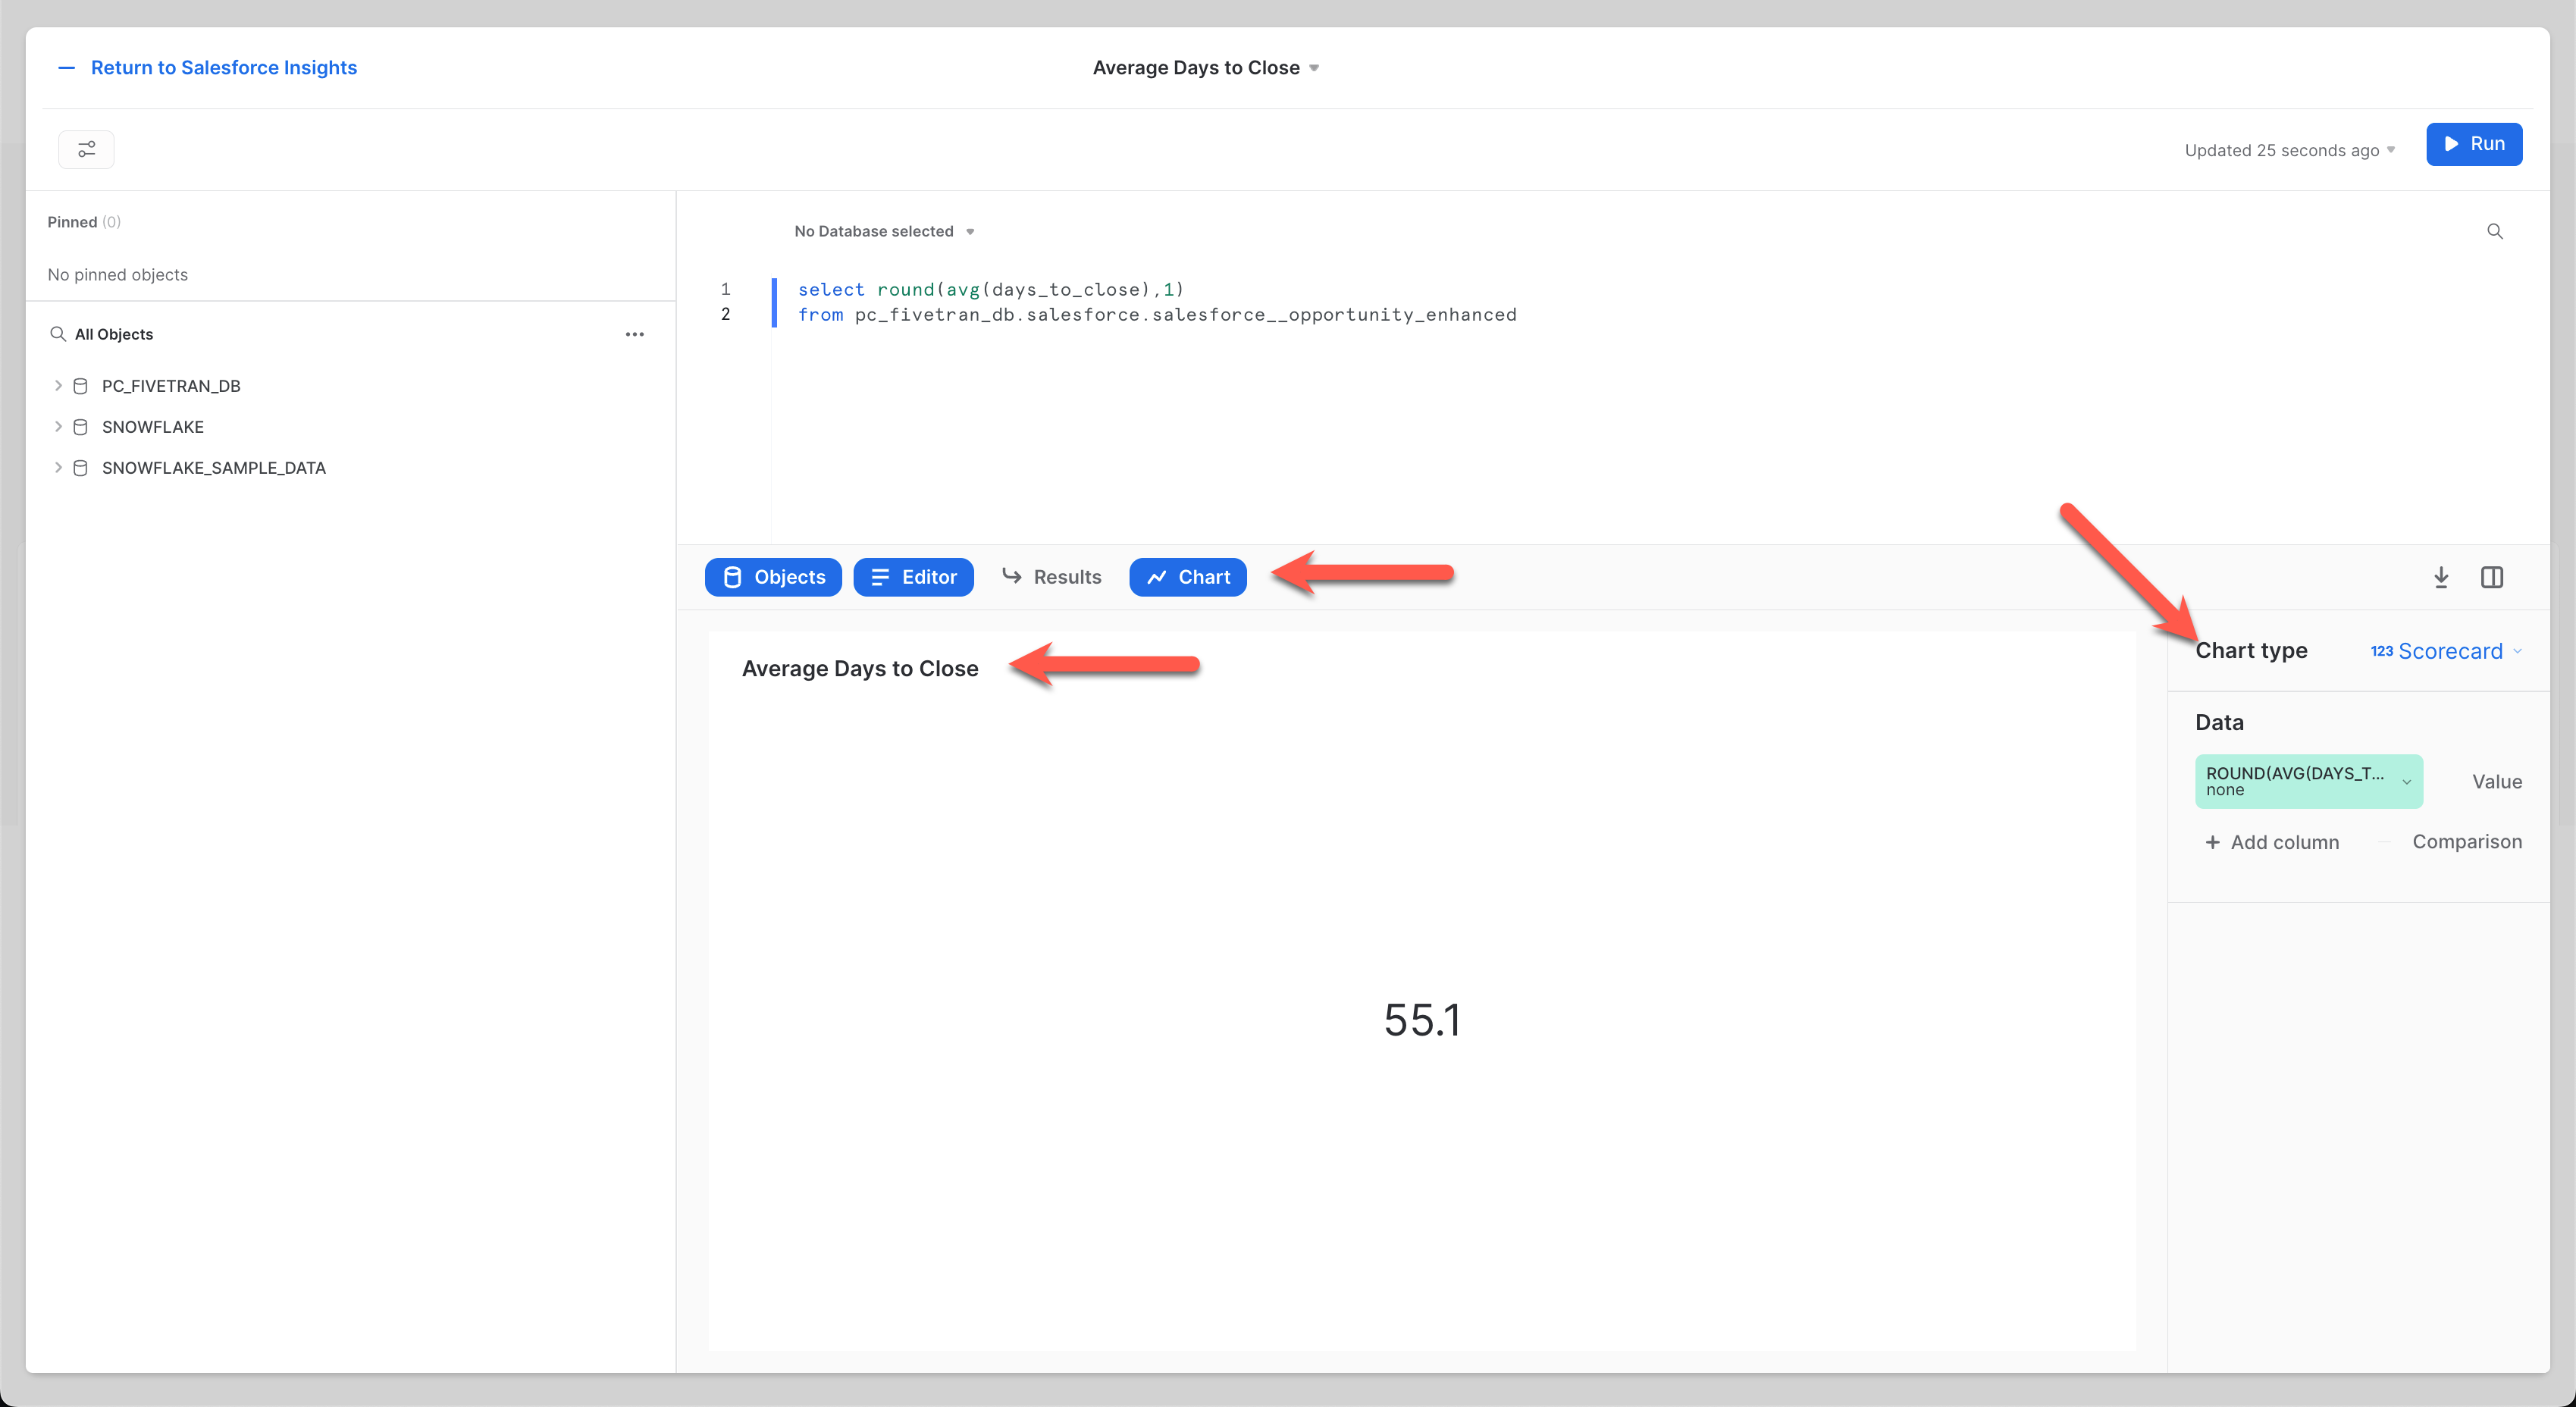 Return to Salesforce Insights
Average Days to Close
Updated 25 seconds ago
Run
Pinned (0)
No pinned objects
All Objects
PC_FIVETRAN_DB
SNOWFLAKE
SNOWFLAKE_SAMPLE_DATA
No Database selected
1 select round(avg(days_to_close),1)
2 from pc_fivetran_db.salesforce.salesforce__opportunity_enhanced
Objects Editor Results Chart
Average Days to Close
55.1
Chart type 123 Scorecard
Data
ROUND(AVG(DAYS_T...
none
Value
+ Add column Comparison